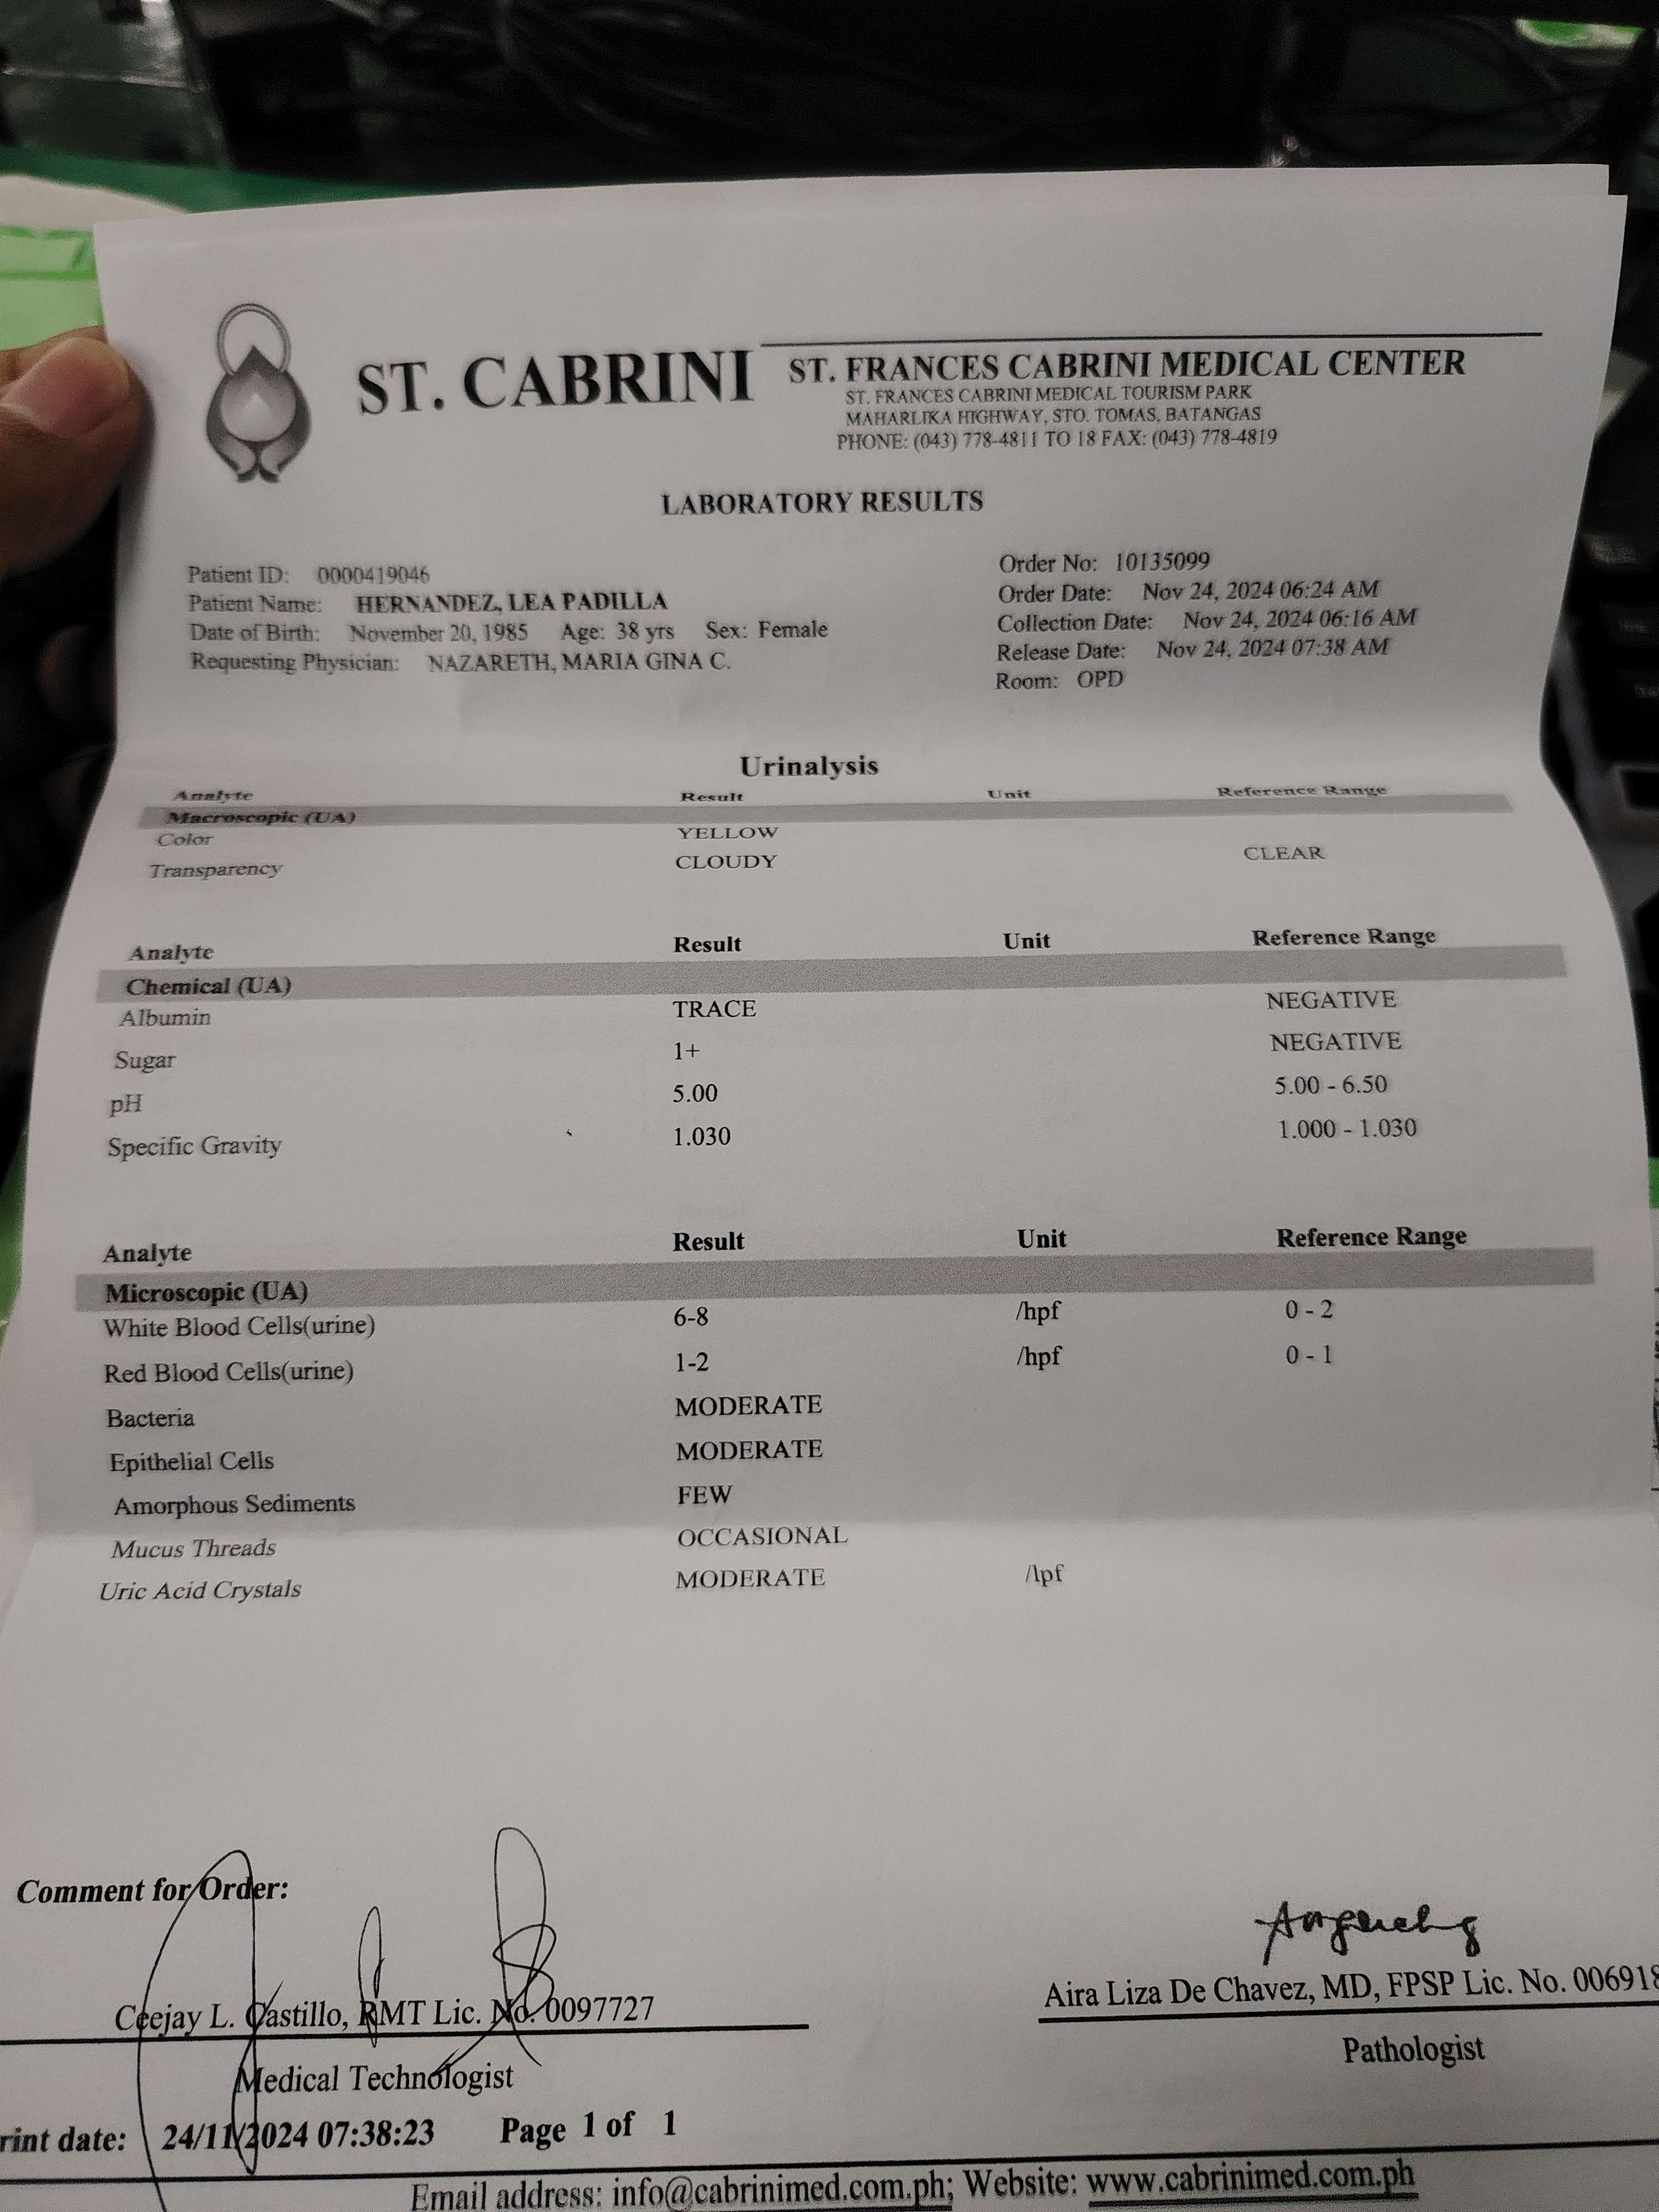 ST. CABRINI
ST. FRANCES CABRINI MEDICAL CENTER
ST. FRANCES CABRINI MEDICAL TOURISM PARK
MAHARLIKA HIGHWAY, STO. TOMAS, BATANGAS
PHONE: (043) 778-4811 TO 18 FAX: (043) 778-4819
LABORATORY RESULTS
Patient ID: 0000419046
Patient Name: HERNANDEZ, LEA PADILLA
Date of Birth: November 20, 1985 Age: 38 yrs Sex: Female
Requesting Physician: NAZARETH, MARIA GINA C.
Order No: 10135099
Order Date: Nov 24, 2024 06:24 AM
Collection Date: Nov 24, 2024 06:16 AM
Release Date: Nov 24, 2024 07:38 AM
Room: OPD
Urinalysis
Analyte Result Unit Reference Range
Macroscopic (UA)
Color YELLOW
Transparency CLOUDY CLEAR
Analyte Result Unit Reference Range
Chemical (UA)
Albumin TRACE NEGATIVE
Sugar 1+ NEGATIVE
pH 5.00 5.00 - 6.50
Specific Gravity 1.030 1.000 - 1.030
Analyte Result Unit Reference Range
Microscopic (UA)
White Blood Cells(urine) 6-8 /hpf 0 - 2
Red Blood Cells(urine) 1-2 /hpf 0 - 1
Bacteria MODERATE
Epithelial Cells MODERATE
Amorphous Sediments FEW
Mucus Threads OCCASIONAL
Uric Acid Crystals MODERATE /lpf
Comment for Order:
Ceejay L. Castillo, RMT Lic. No. 0097727
Medical Technologist
Aira Liza De Chavez, MD, FPSP Lic. No. 006918
Pathologist
rint date: 24/11/2024 07:38:23 Page 1 of 1
Email address: info@cabrinimed.com.ph; Website: www.cabrinimed.com.ph